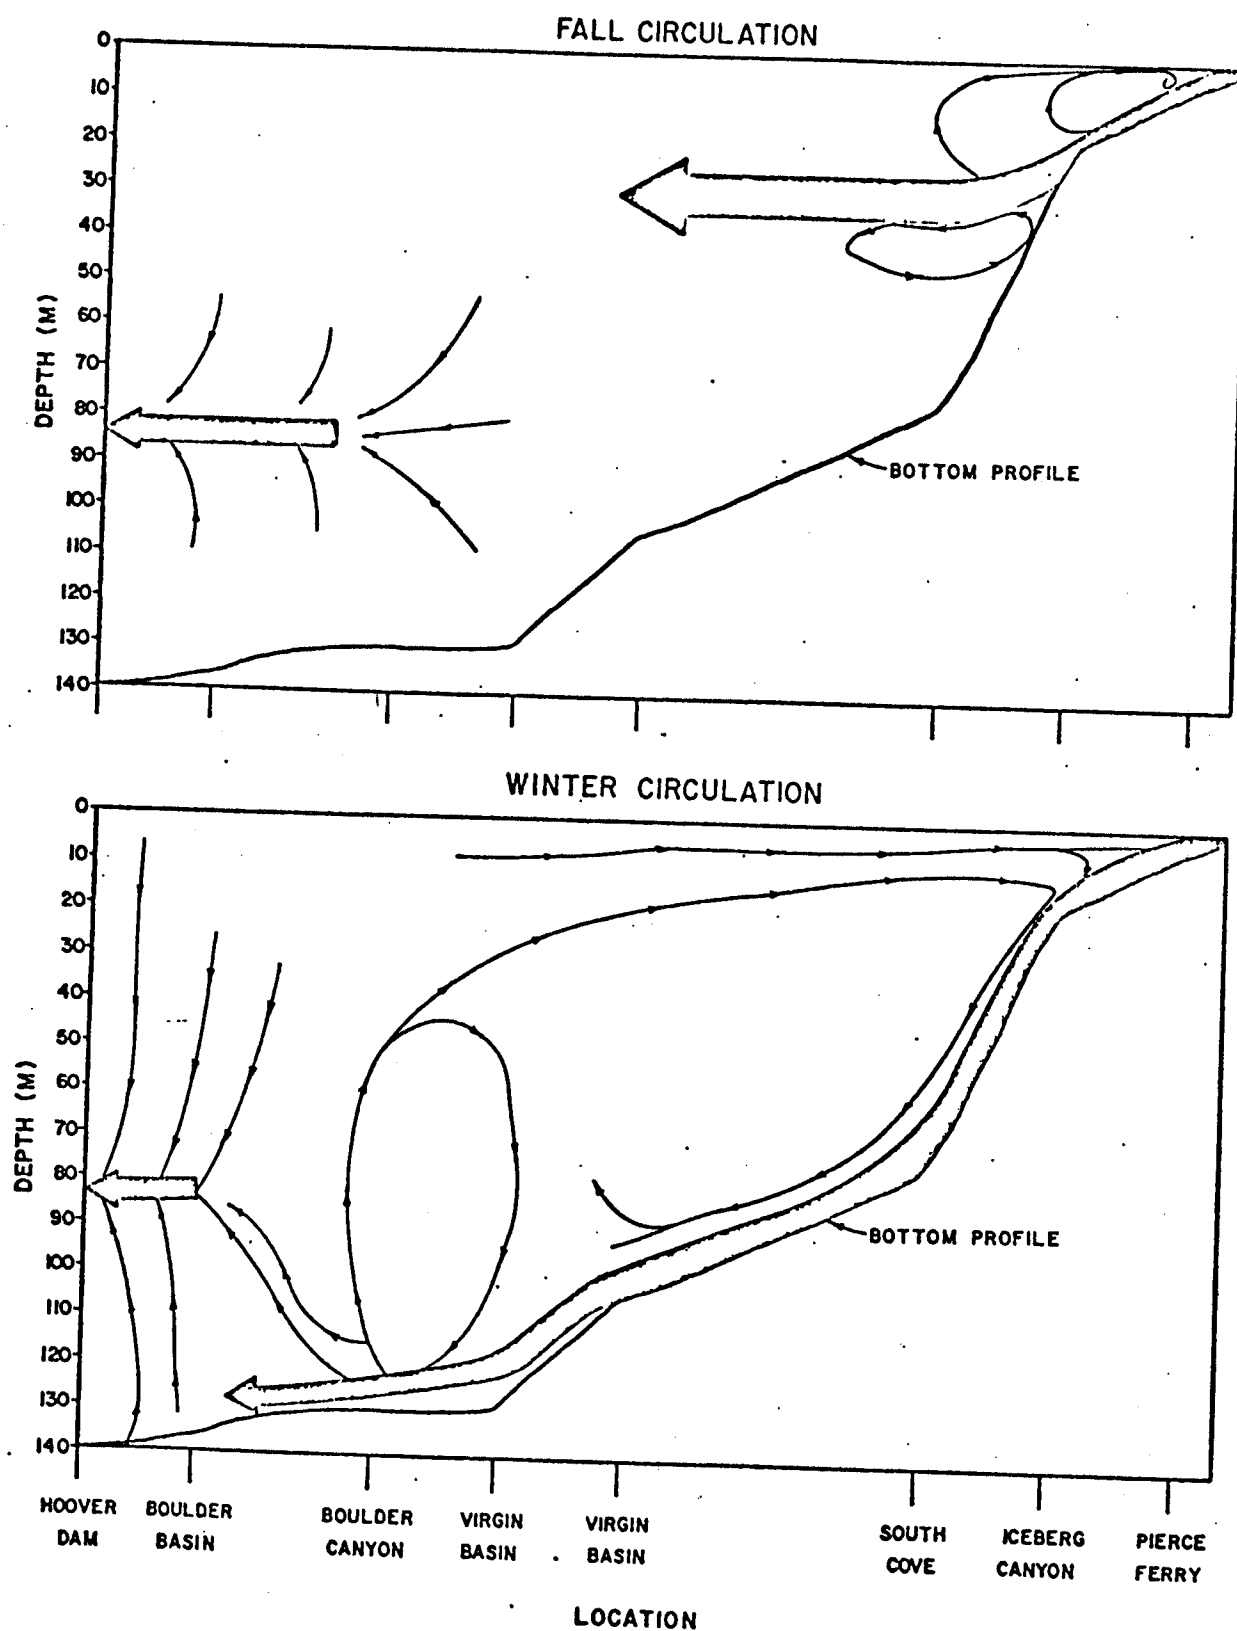 FALL CIRCULATION
0
10
20
30
40
50
60
70
80
90
100
110
120
130
140
DEPTH (M)
BOTTOM PROFILE
WINTER CIRCULATION
0
10
20
30
40
50
60
70
80
90
100
110
120
130
140
DEPTH (M)
BOTTOM PROFILE
HOOVER DAM
BOULDER BASIN
BOULDER CANYON
VIRGIN BASIN
VIRGIN BASIN
SOUTH COVE
ICEBERG CANYON
PIERCE FERRY
LOCATION